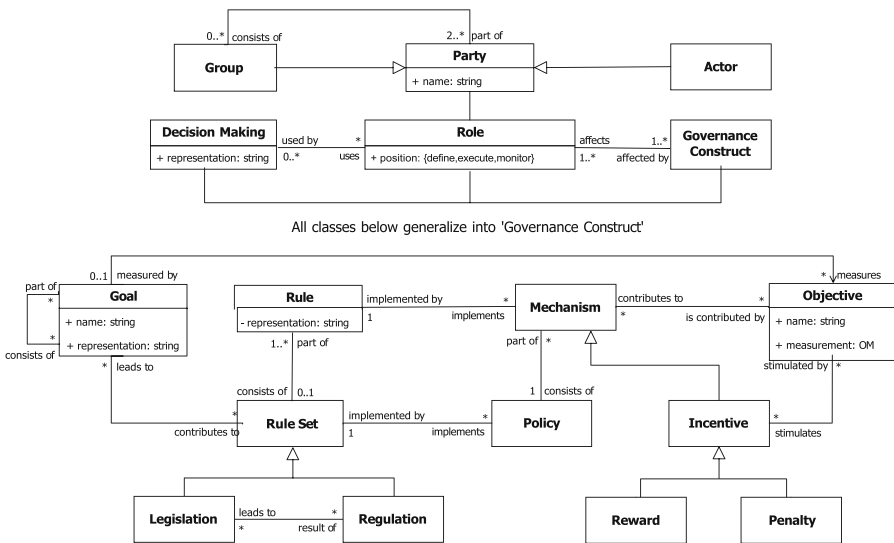 0..* consists of
2..* part of
Group
Party
+ name: string
Actor
Decision Making
+ representation: string
used by *
0..* uses
Role
+ position: {define,execute,monitor}
affects 1..*
1..* affected by
Governance
Construct
All classes below generalize into 'Governance Construct'
0..1 measured by
* measures
part of
*
*
consists of
Goal
+ name: string
+ representation: string
* leads to
Rule
- representation: string
1..* part of
implemented by *
1 implements
Mechanism
part of *
contributes to *
* is contributed by
Objective
+ name: string
+ measurement: OM
stimulated by *
consists of 0..1
1 consists of
*
contributes to
Rule Set
implemented by *
1 implements
Policy
Incentive
*
stimulates
Legislation
leads to *
* result of
Regulation
Reward
Penalty